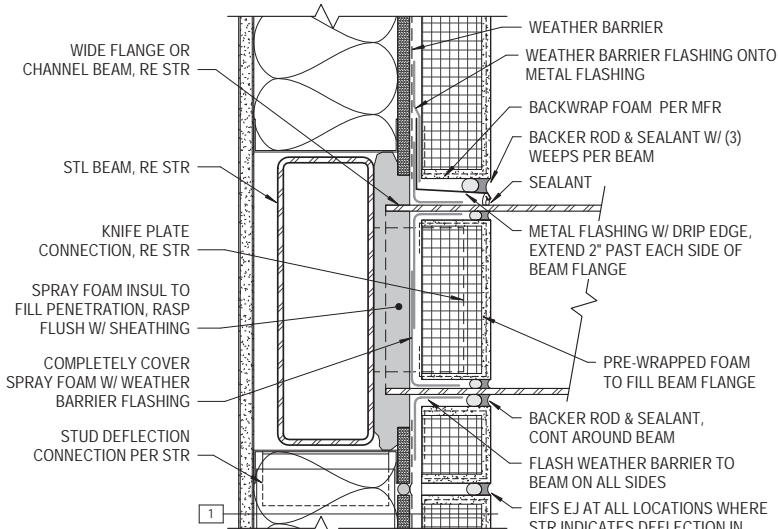 WIDE FLANGE OR
CHANNEL BEAM, RE STR
STL BEAM, RE STR
KNIFE PLATE
CONNECTION, RE STR
SPRAY FOAM INSUL TO
FILL PENETRATION, RASP
FLUSH W/ SHEATHING
COMPLETELY COVER
SPRAY FOAM W/ WEATHER
BARRIER FLASHING
STUD DEFLECTION
CONNECTION PER STR
1
WEATHER BARRIER
WEATHER BARRIER FLASHING ONTO
METAL FLASHING
BACKWRAP FOAM PER MFR
BACKER ROD & SEALANT W/ (3)
WEEPS PER BEAM
SEALANT
METAL FLASHING W/ DRIP EDGE,
EXTEND 2" PAST EACH SIDE OF
BEAM FLANGE
PRE-WRAPPED FOAM
TO FILL BEAM FLANGE
BACKER ROD & SEALANT,
CONT AROUND BEAM
FLASH WEATHER BARRIER TO
BEAM ON ALL SIDES
EIFS EJ AT ALL LOCATIONS WHERE
STR INDICATES DEFLECTION IN